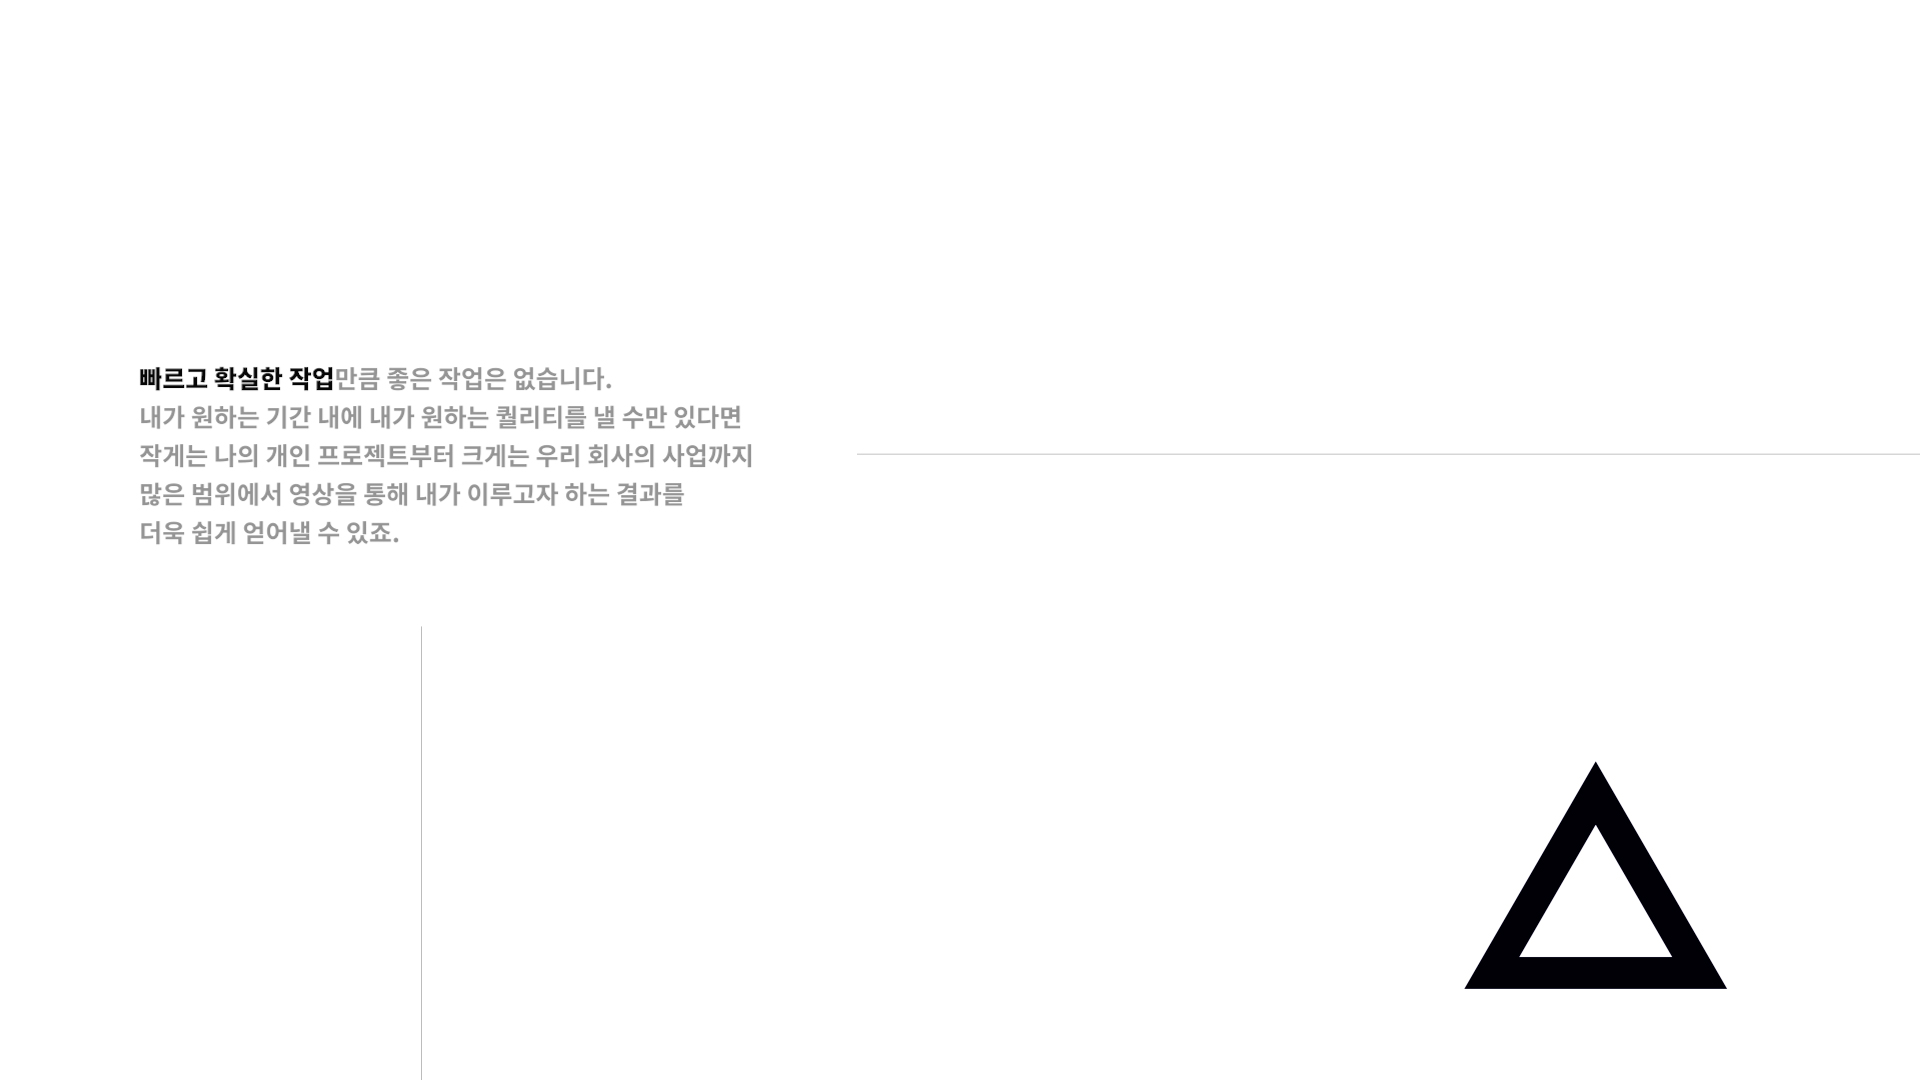 빠르고 확실한 작업만큼 좋은 작업은 없습니다.
내가 원하는 기간 내에 내가 원하는 퀄리티를 낼 수만 있다면
작게는 나의 개인 프로젝트부터 크게는 우리 회사의 사업까지
많은 범위에서 영상을 통해 내가 이루고자 하는 결과를
더욱 쉽게 얻어낼 수 있죠.